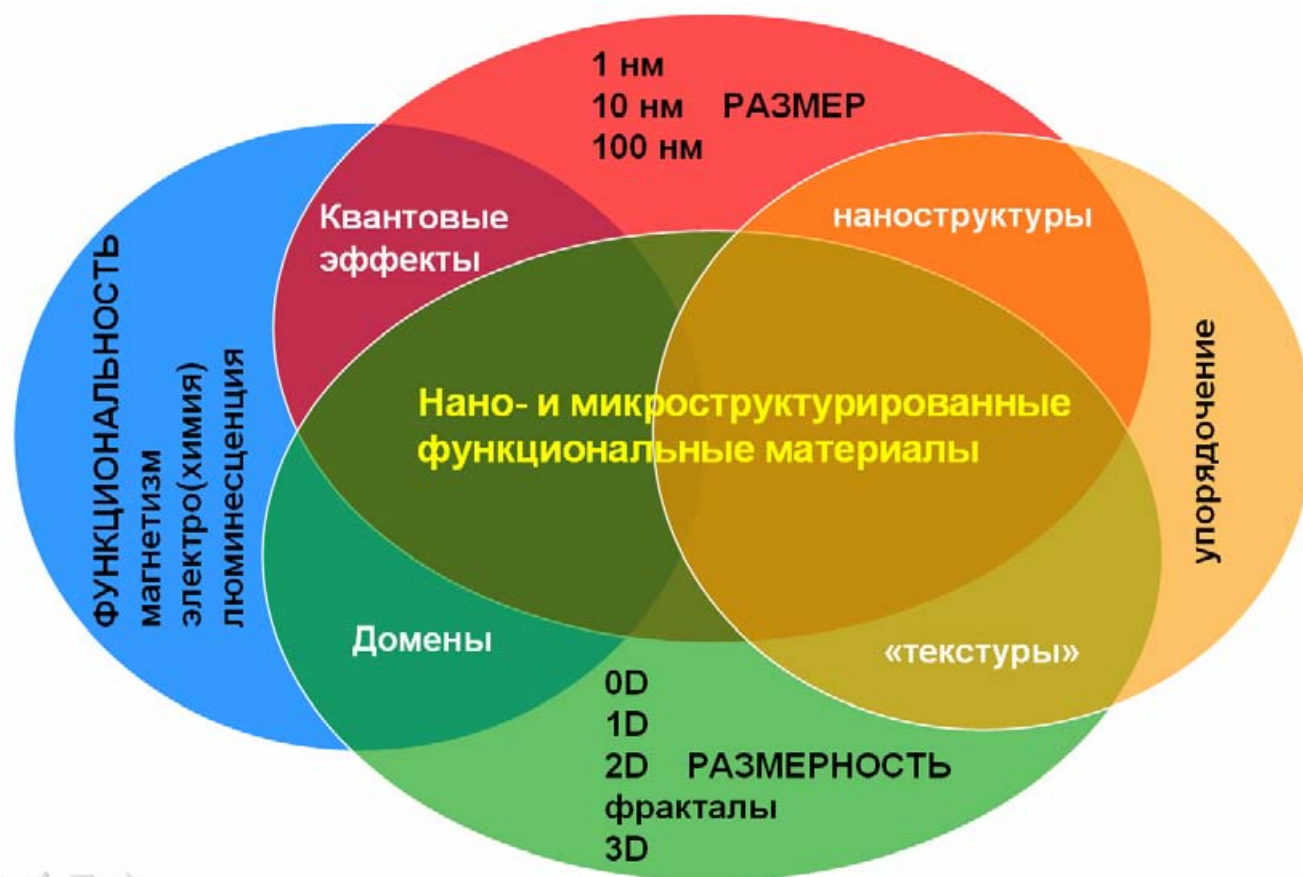 1 нм
10 нм РАЗМЕР
100 нм
Квантовые
эффекты
наноструктуры
ФУНКЦИОНАЛЬНОСТЬ
магнетизм
электро(химия)
люминесценция
Нано- и микроструктурированные
функциональные материалы
упорядочение
Домены
«текстуры»
0D
1D
2D РАЗМЕРНОСТЬ
фракталы
3D